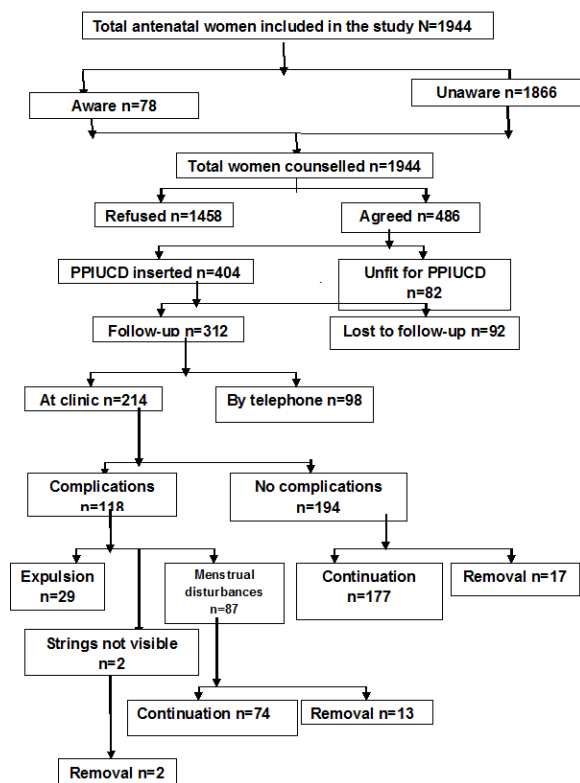 Total antenatal women included in the study N=1944
Aware n=78
Unaware n=1866
Total women counselled n=1944
Refused n=1458
Agreed n=486
PPIUCD inserted n=404
Unfit for PPIUCD
n=82
Follow-up n=312
Lost to follow-up n=92
At clinic n=214
By telephone n=98
Complications
n=118
No complications
n=194
Expulsion
n=29
Menstrual
disturbances
n=87
Continuation
n=177
Removal n=17
Strings not visible
n=2
Continuation n=74
Removal n=13
Removal n=2